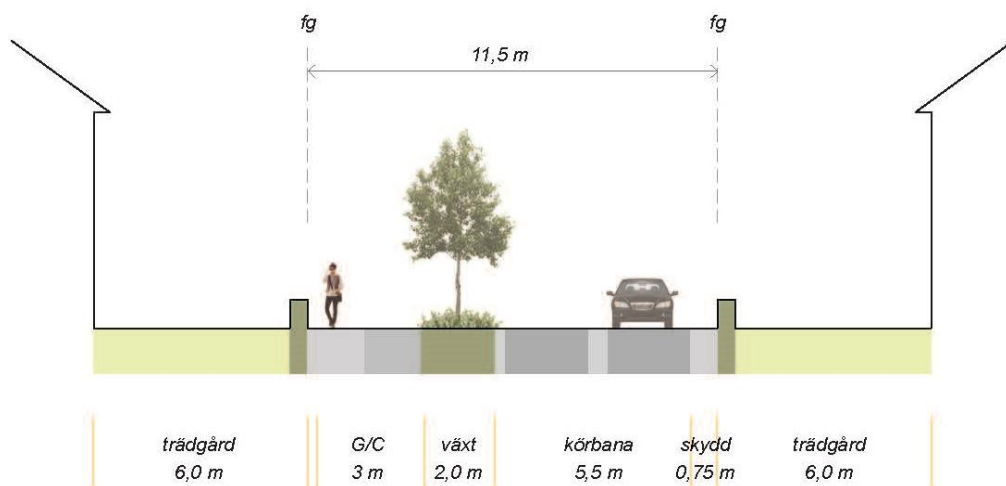 fg
fg
11,5 m
trädgård
6,0 m
G/C
3 m
växt
2,0 m
körbana
5,5 m
skydd
0,75 m
trädgård
6,0 m